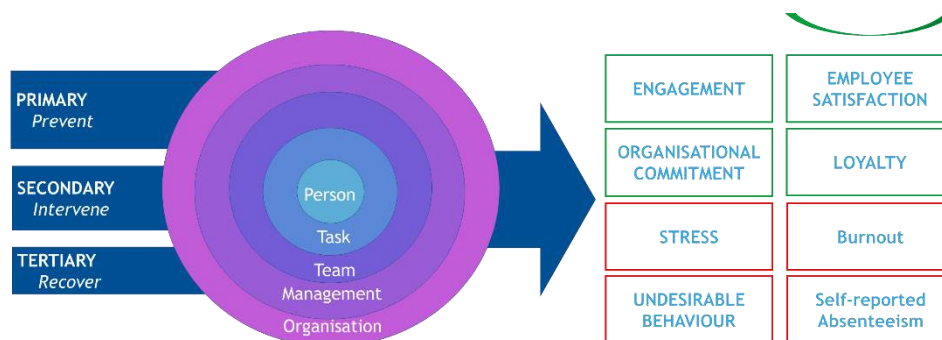 PRIMARY
Prevent
SECONDARY
Intervene
TERTIARY
Recover
Person
Task
Team
Management
Organisation
ENGAGEMENT
EMPLOYEE
SATISFACTION
ORGANISATIONAL
COMMITMENT
LOYALTY
STRESS
Burnout
UNDESIRABLE
BEHAVIOUR
Self-reported
Absenteeism